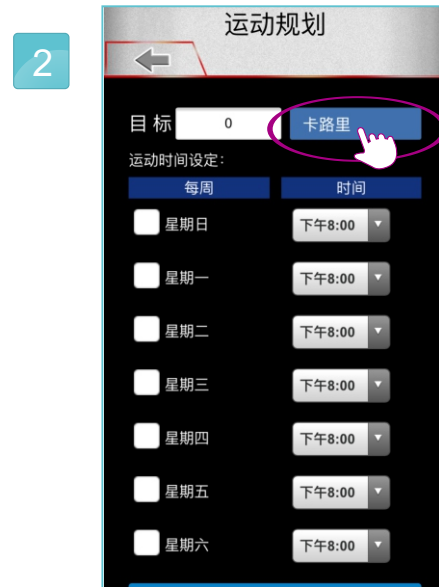 2
运动规划
目标 0 卡路里
运动时间设定:
每周 时间
星期日 下午8:00
星期一 下午8:00
星期二 下午8:00
星期三 下午8:00
星期四 下午8:00
星期五 下午8:00
星期六 下午8:00